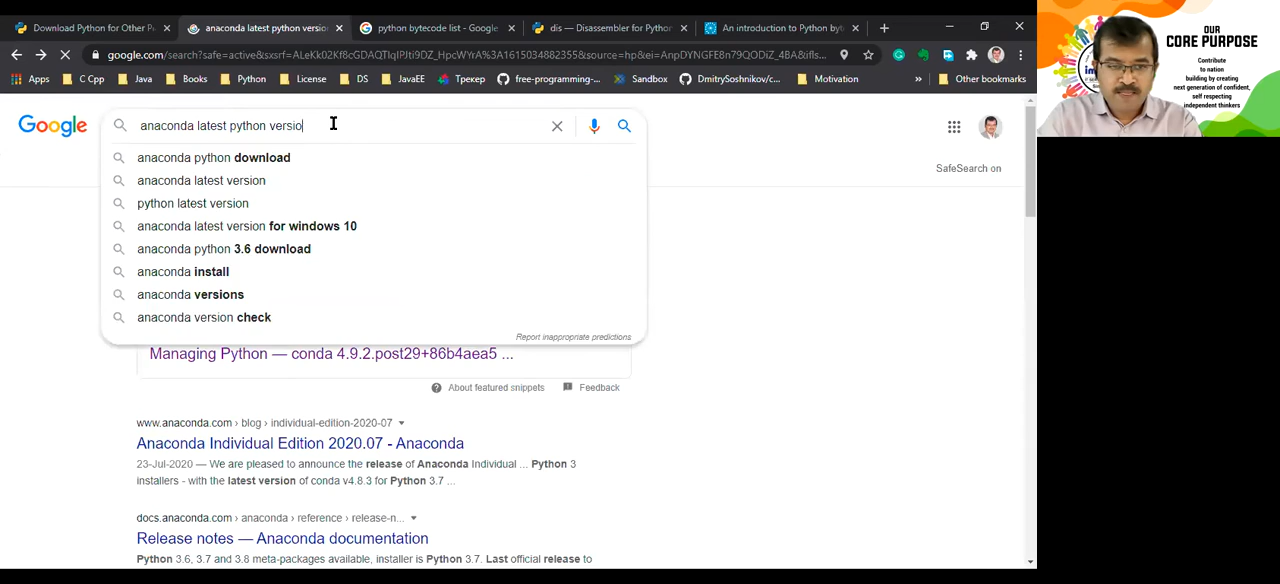 Download Python for Other P
anaconda latest python versio
python bytecode list - Google
dis — Disassembler for Python
An introduction to Python byt
google.com/search?safe=active&sxsrf=ALeKk02Kf8cGDAQTlqIPlti9DZ_HpcWYrA%3A1615034882355&source=hp&ei=AnpDYNGFE8n79QODiZ_4BA&ifls...
Apps
C Cpp
Java
Books
Python
License
DS
JavaEE
Трекер
free-programming-...
Sandbox
DmitrySoshnikov/c...
Motivation
»
Other bookmarks
Google
anaconda latest python versio
anaconda python download
anaconda latest version
python latest version
anaconda latest version for windows 10
anaconda python 3.6 download
anaconda install
anaconda versions
anaconda version check
Report inappropriate predictions
SafeSearch on
Managing Python — conda 4.9.2.post29+86b4aea5 ...
About featured snippets
Feedback
www.anaconda.com › blog › individual-edition-2020-07
Anaconda Individual Edition 2020.07 - Anaconda
23-Jul-2020 — We are pleased to announce the release of Anaconda Individual ... Python 3
installers - with the latest version of conda v4.8.3 for Python 3.7 ...
docs.anaconda.com › anaconda › reference › release-n...
Release notes — Anaconda documentation
Python 3.6, 3.7 and 3.8 meta-packages available, installer is Python 3.7. Last official release to
OUR
CORE PURPOSE
Contribute
to nation
building by creating
next generation of confident,
self respecting
independent thinkers